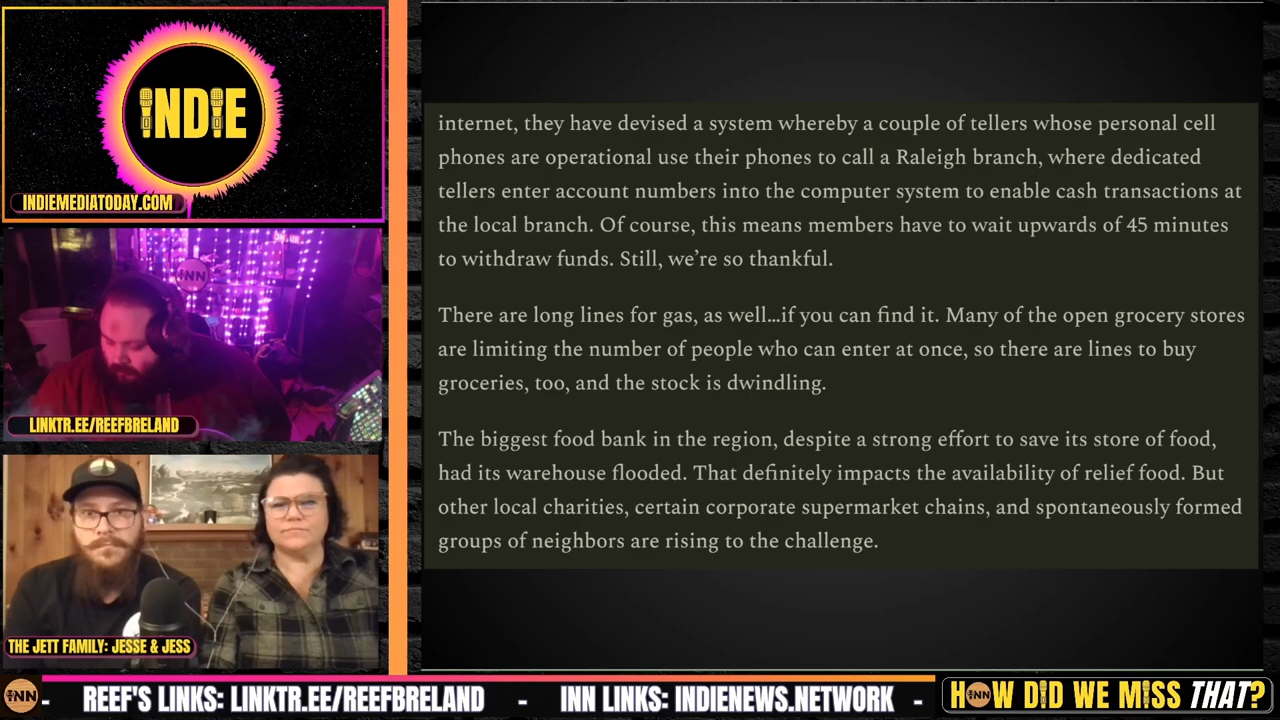 INDIE
INDIEMEDIATODAY.COM
INN
LINKTR.EE/REEFBRELAND
THE JETT FAMILY: JESSE & JESS
internet, they have devised a system whereby a couple of tellers whose personal cell
phones are operational use their phones to call a Raleigh branch, where dedicated
tellers enter account numbers into the computer system to enable cash transactions at
the local branch. Of course, this means members have to wait upwards of 45 minutes
to withdraw funds. Still, we’re so thankful.
There are long lines for gas, as well…if you can find it. Many of the open grocery stores
are limiting the number of people who can enter at once, so there are lines to buy
groceries, too, and the stock is dwindling.
The biggest food bank in the region, despite a strong effort to save its store of food,
had its warehouse flooded. That definitely impacts the availability of relief food. But
other local charities, certain corporate supermarket chains, and spontaneously formed
groups of neighbors are rising to the challenge.
INN - REEF'S LINKS: LINKTR.EE/REEFBRELAND - INN LINKS: INDIENEWS.NETWORK -
HOW DID WE MISS THAT?
INN